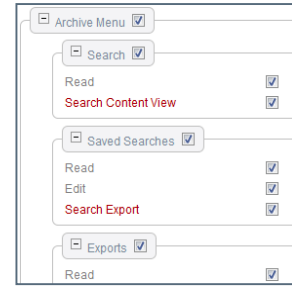 Archive Menu
Search
Read
Search Content View
Saved Searches
Read
Edit
Search Export
Exports
Read